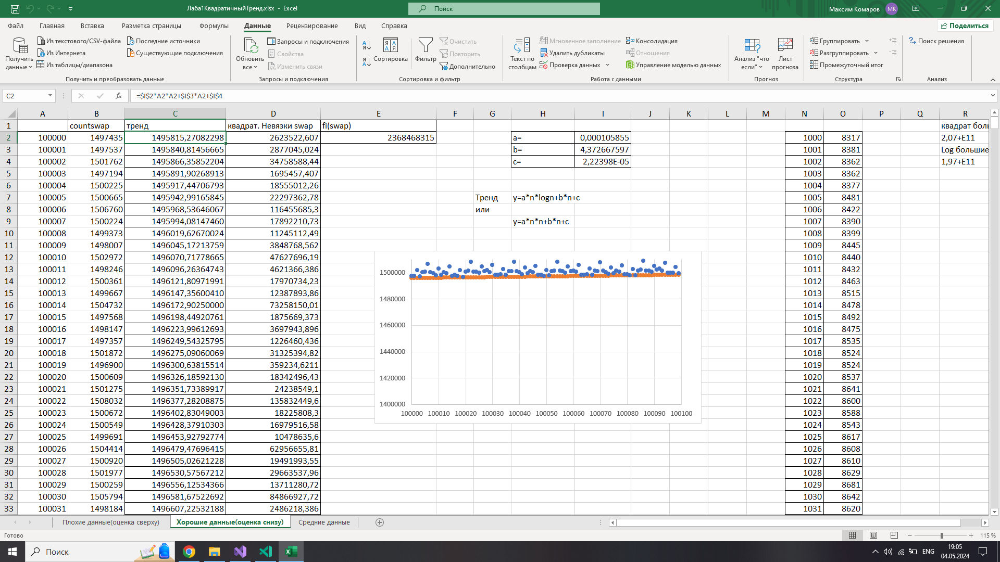 Лаба1КвадратичныйТренд.xlsx - Excel
Поиск
Максим Комаров
МК
Файл
Главная
Вставка
Разметка страницы
Формулы
Данные
Рецензирование
Вид
Справка
Поделиться
Получить данные
Из текстового/CSV-файла
Из Интернета
Из таблицы/диапазона
Последние источники
Существующие подключения
Получить и преобразовать данные
Обновить все
Запросы и подключения
Свойства
Изменить связи
Запросы и подключения
Сортировка
Фильтр
Очистить
Повторить
Дополнительно
Сортировка и фильтр
Текст по столбцам
Мгновенное заполнение
Удалить дубликаты
Проверка данных
Консолидация
Отношения
Управление моделью данных
Работа с данными
Анализ "что если"
Лист прогноза
Прогноз
Группировать
Разгруппировать
Промежуточный итог
Структура
Поиск решения
Анализ
C2
fx
=$I$2*A2*A2+$I$3*A2+$I$4
A B C D E F G H I J K L M N O P Q R
1 countswap тренд квадрат. Невязки swap fi(swap) квадрат боль
2 100000 1497435 1495815,27082298 2623522,607 2368468315 a= 0,000105855 1000 8317 2,07+E11
3 100001 1497537 1495840,81456665 2877045,024 b= 4,372667597 1001 8381 Log большие
4 100002 1501762 1495866,35852204 34758588,44 c= 2,22398E-05 1002 8362 1,97+E11
5 100003 1497194 1495891,90268913 1695457,407 1003 8362
6 100004 1500225 1495917,44706793 18555012,26 1004 8377
7 100005 1500665 1495942,99165845 22297362,78 Тренд y=a*n*logn+b*n+c 1005 8481
8 100006 1506760 1495968,53646067 116455685,3 или 1006 8422
9 100007 1500224 1495994,08147460 17892210,73 y=a*n*n+b*n+c 1007 8390
10 100008 1499373 1496019,62670024 11245112,49 1008 8399
11 100009 1498007 1496045,17213759 3848768,562 1009 8445
12 100010 1502972 1496070,71778665 47627696,19 1010 8440
13 100011 1498246 1496096,26364743 4621366,386 1011 8432
14 100012 1500361 1496121,80971991 17970734,23 1012 8463
15 100013 1499667 1496147,35600410 12387893,86 1013 8515
16 100014 1504732 1496172,90250000 73258150,01 1014 8478
17 100015 1497568 1496198,44920761 1875669,373 1015 8492
18 100016 1498147 1496223,99612693 3697943,896 1016 8475
19 100017 1497357 1496249,54325795 1226460,436 1017 8535
20 100018 1501872 1496275,09060069 31325394,82 1018 8524
21 100019 1496900 1496300,63815514 359234,6211 1019 8524
22 100020 1500609 1496326,18592130 18342496,43 1020 8537
23 100021 1501275 1496351,73389917 24238549,1 1021 8641
24 100022 1508032 1496377,28208875 135832449,6 1022 8600
25 100023 1500672 1496402,83049003 18225808,3 1023 8588
26 100024 1500549 1496428,37910303 16979516,58 1024 8543
27 100025 1499691 1496453,92792774 10478635,6 1025 8617
28 100026 1504414 1496479,47696415 62956655,81 1026 8608
29 100027 1500920 1496505,02621228 19491993,55 1027 8610
30 100028 1501977 1496530,57567212 29663537,96 1028 8629
31 100029 1500259 1496556,12534366 13711280,72 1029 8681
32 100030 1505794 1496581,67522692 84866927,72 1030 8642
33 100031 1498184 1496607,22532188 2486218,386 1031 8620
1500000
1480000
1460000
1440000
1420000
1400000
100000 100010 100020 100030 100040 100050 100060 100070 100080 100090 100100
Плохие данные(оценка сверху)
Хорошие данные(оценка снизу)
Средние данные
Готово
115 %
Поиск
ENG
19:05
04.05.2024